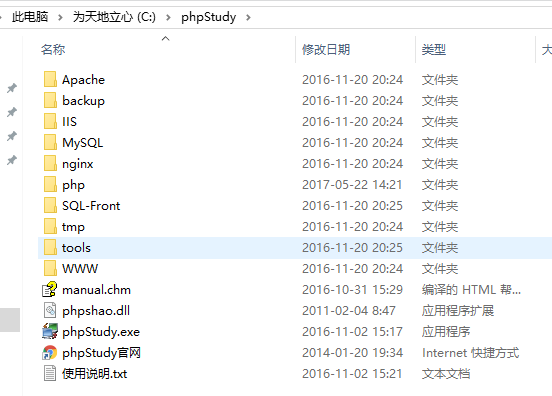 此电脑 › 为天地立心 (C:) › phpStudy ›
名称 修改日期 类型 大
Apache 2016-11-20 20:24 文件夹
backup 2016-11-20 20:24 文件夹
IIS 2016-11-20 20:24 文件夹
MySQL 2016-11-20 20:24 文件夹
nginx 2016-11-20 20:24 文件夹
php 2017-05-22 14:21 文件夹
SQL-Front 2016-11-20 20:25 文件夹
tmp 2016-11-20 20:24 文件夹
tools 2016-11-20 20:25 文件夹
WWW 2016-11-20 20:24 文件夹
manual.chm 2016-10-31 15:29 编译的 HTML 帮...
phpshao.dll 2011-02-04 8:47 应用程序扩展
phpStudy.exe 2016-11-02 15:17 应用程序
phpStudy官网 2014-01-20 19:34 Internet 快捷方式
使用说明.txt 2016-11-02 15:21 文本文档